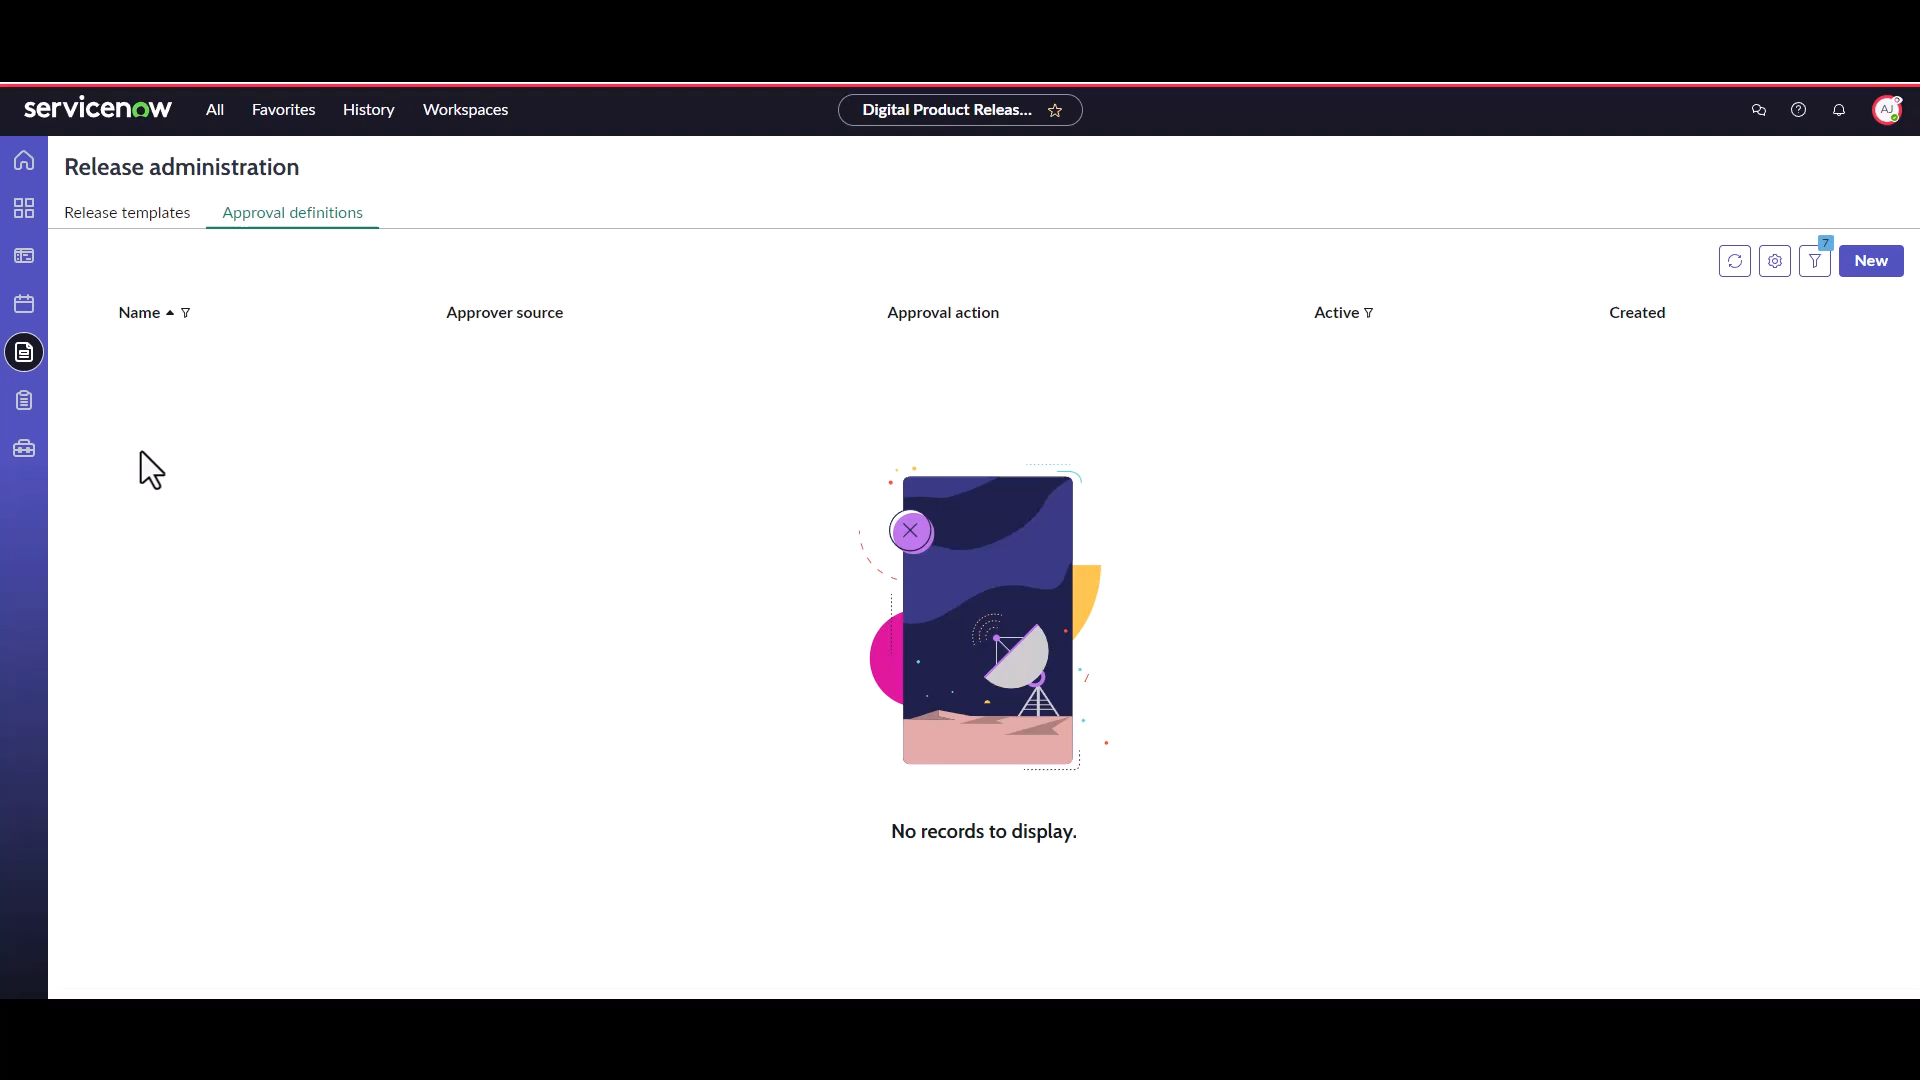 servicenow All Favorites History Workspaces Digital Product Releas... AJ
Release administration
Release templates Approval definitions
7
New
Name Approver source Approval action Active Created
No records to display.